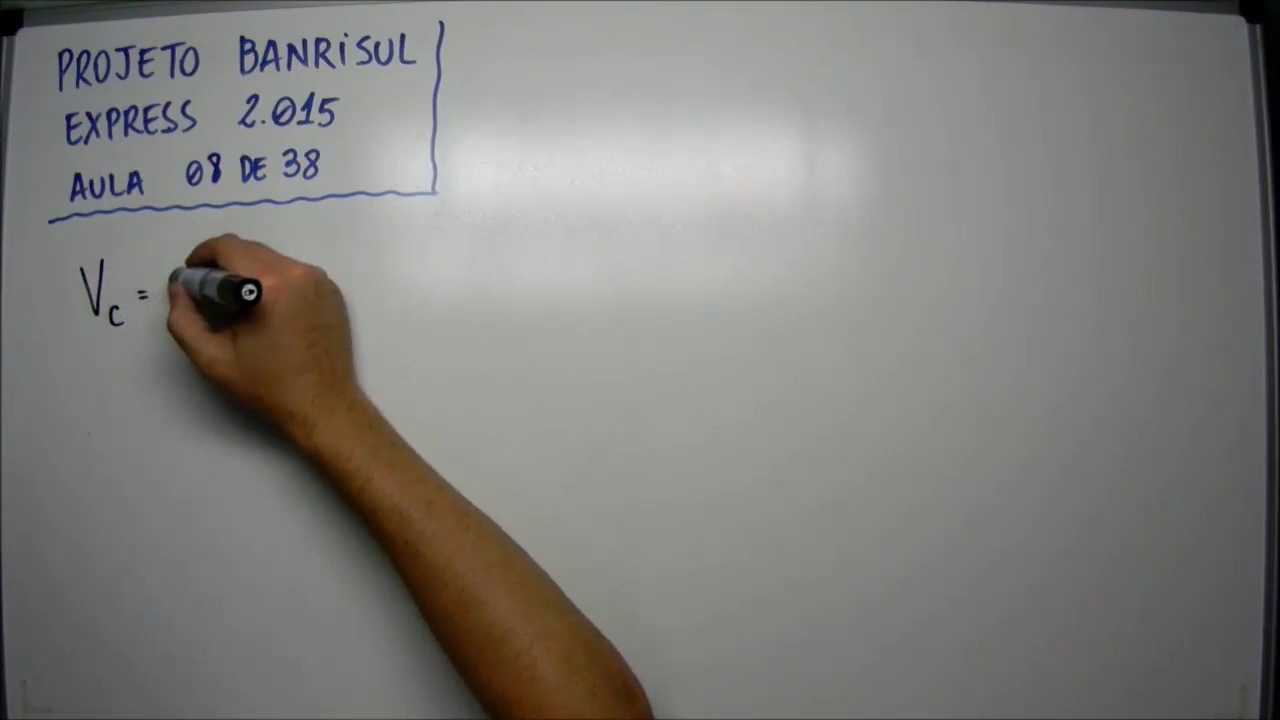 PROJETO BANRiSUL
EXPRESS 2.015
AULA 08 DE 38
Vc =